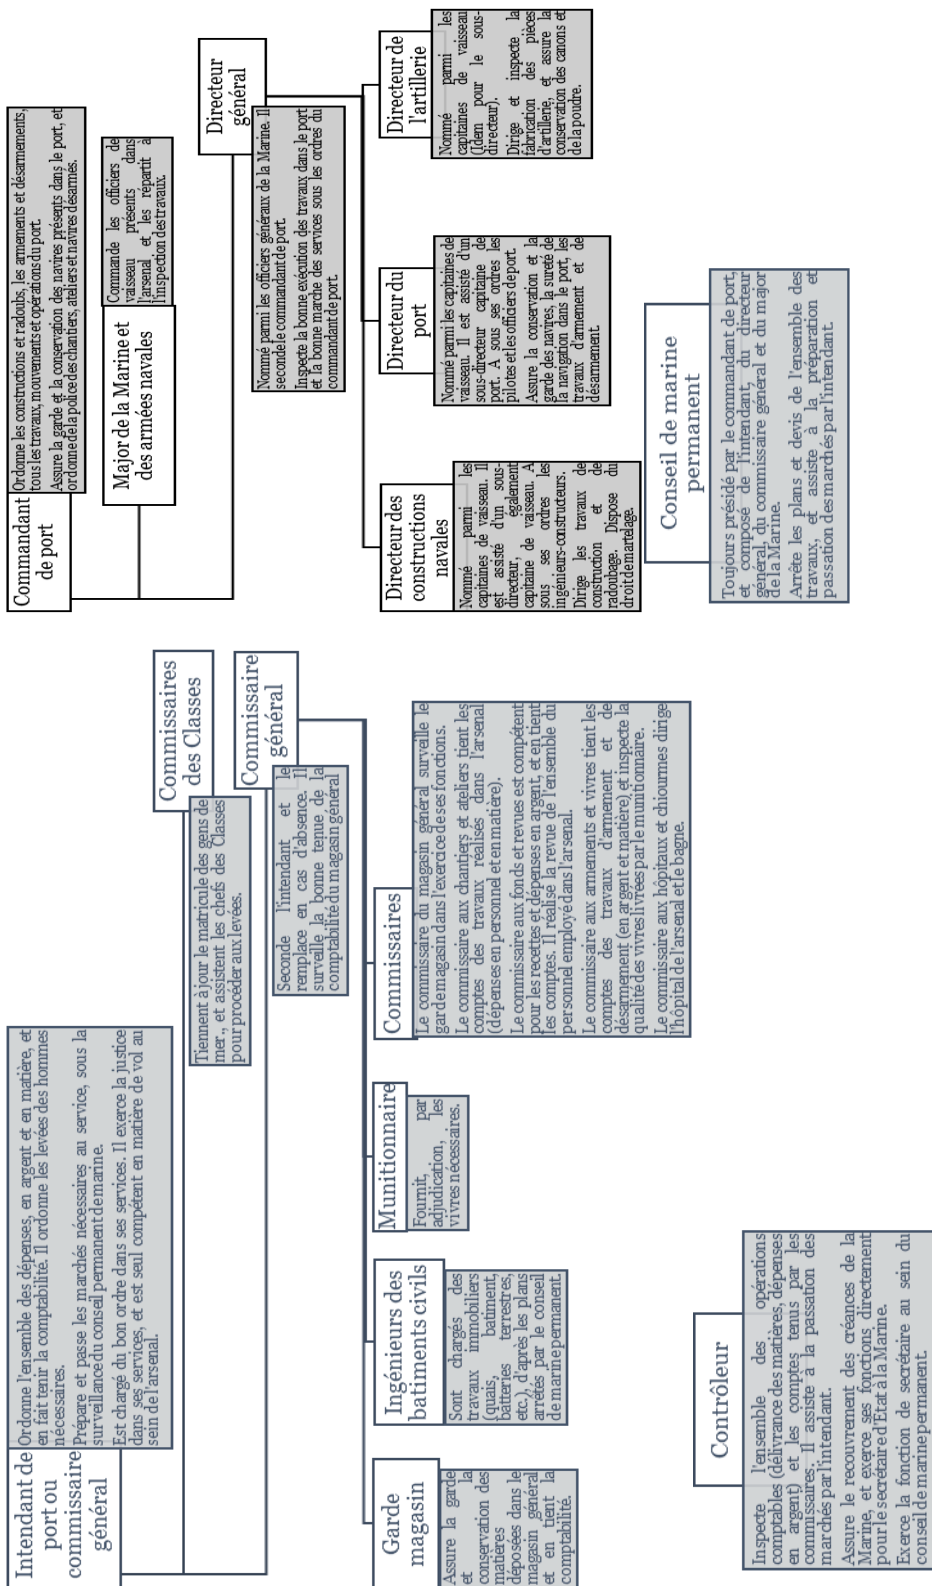 Intendant de
port ou
commissaire
général
Ordonne l'ensemble des dépenses, en argent et en matière, et
en fait tenir la comptabilité. Il ordonne les levées des hommes
nécessaires.
Prépare et passe les marchés nécessaires au service, sous la
surveillance du conseil permanent de marine.
Est chargé du bon ordre dans ses services. Il exerce la justice
dans ses services, et est seul compétent en matière de vol au
sein de l'arsenal.
Commissaires
des Classes
Tiennent à jour le matricule des gens de
mer., et assistent les chefs des Classes
pour procéder aux levées.
Commissaire
général
Seconde l'intendant et le
remplace en cas d'absence. Il
surveille la bonne tenue de la
comptabilité du magasin général
Garde
magasin
Assure la garde
et la
conservation des
matières
déposées dans le
magasin général
et en tient la
comptabilité.
Ingénieurs des
batiments civils
Sont chargés des
travaux immobiliers
(quais, batiment,
batteries terrestres,
etc.), d'après les plans
arrêtés par le conseil
de marine permanent.
Munitionnaire
Fournit, par
adjudication, les
vivres nécessaires.
Commissaires
Le commissaire du magasin général surveille le
garde magasin dans l'exercice de ses fonctions.
Le commissaire aux chantiers et ateliers tient les
comptes des travaux réalisés dans l'arsenal
(dépenses en personnel et en matière).
Le commissaire aux fonds et revues est compétent
pour les recettes et dépenses en argent, et en tient
les comptes. Il réalise la revue de l'ensemble du
personnel employé dans l'arsenal.
Le commissaire aux armements et vivres tient les
comptes des travaux d'armement et de
désarmement (en argent et matière) et inspecte la
qualité des vivres livrées par le munitionnaire.
Le commissaire aux hôpitaux et chiourmes dirige
l'hôpital de l'arsenal et le bagne.
Contrôleur
Inspecte l'ensemble des opérations
comptables (délivrance des matières, dépenses
en argent) et les comptes tenus par les
commissaires. Il assiste à la passation des
marchés par l'intendant.
Assure le recouvrement des créances de la
Marine, et exerce ses fonctions directement
pour le secrétaire d'Etat à la Marine.
Exerce la fonction de secrétaire au sein du
conseil de marine permanent.
Commandant
de port
Ordonne les constructions et radoubs, les armements et désarmements,
tous les travaux, mouvements et opérations du port.
Assure la garde et la conservation des navires présents dans le port, et
ordonne de la police des chantiers, ateliers et navires désarmés.
Major de la Marine et
des armées navales
Commande les officiers de
vaisseau présents dans
l'arsenal, et les répartit à
l'inspection des travaux.
Directeur
général
Nommé parmi les officiers généraux de la Marine. Il
seconde le commandant de port.
Inspecte la bonne exécution des travaux dans le port
et la bonne marche des services sous les ordres du
commandant de port.
Directeur des
constructions
navales
Nommé parmi les
capitaines de vaisseau. Il
est assisté d'un sous-
directeur, également
capitaine de vaisseau. A
sous ses ordres les
ingénieurs-constructeurs.
Dirige les travaux de
construction et de
radoubage. Dispose du
droit de martelage.
Directeur du
port
Nommé parmi les capitaines de
vaisseau. Il est assisté d'un
sous-directeur capitaine de
port. A sous ses ordres les
pilotes et les officiers de port.
Assure la conservation et la
garde des navires, la sureté de
la navigation dans le port, les
travaux d'armement et de
désarmement.
Directeur de
l'artillerie
Nommé parmi les
capitaines de vaisseau
(Idem pour le sous-
directeur).
Dirige et inspecte la
fabrication des pièces
d'artillerie, et assure la
conservation des canons et
de la poudre.
Conseil de marine
permanent
Toujours présidé par le commandant de port,
et composé de l'intendant, du directeur
général, du commissaire général et du major
de la Marine.
Arrête les plans et devis de l'ensemble des
travaux, et assiste à la préparation et
passation des marchés par l'intendant.